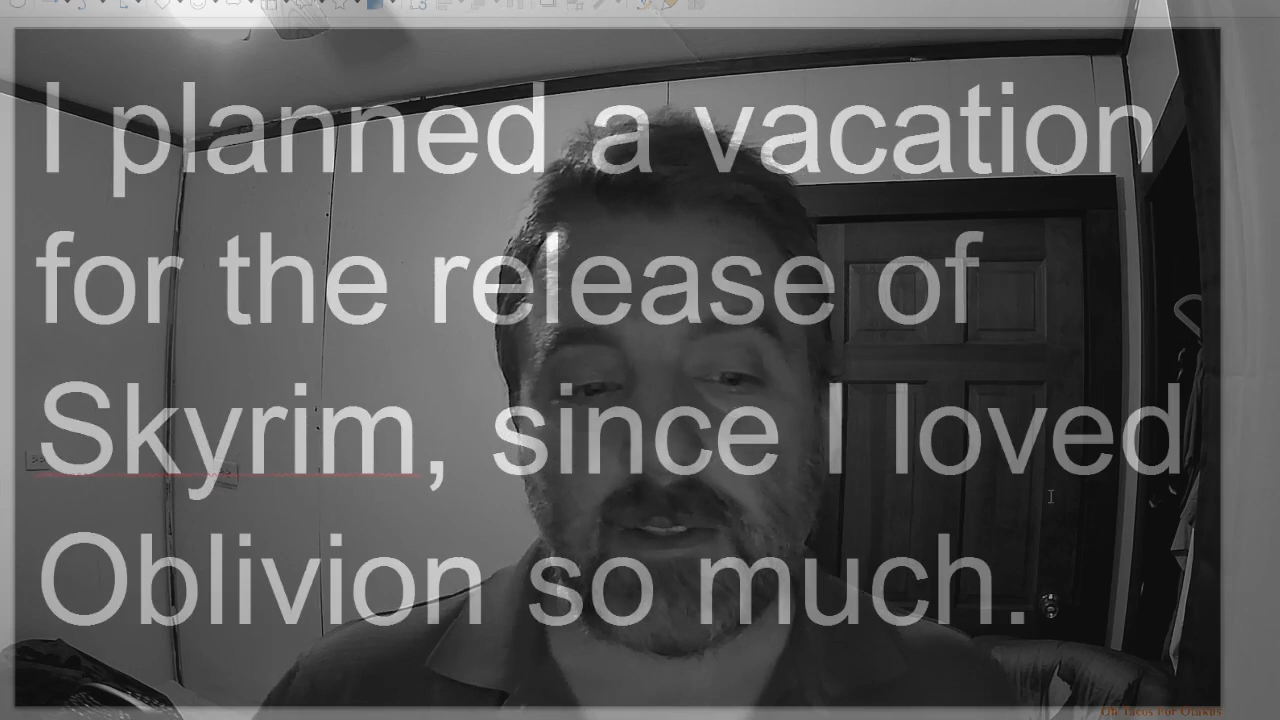 I planned a vacation
for the release of
Skyrim, since I loved
Oblivion so much.